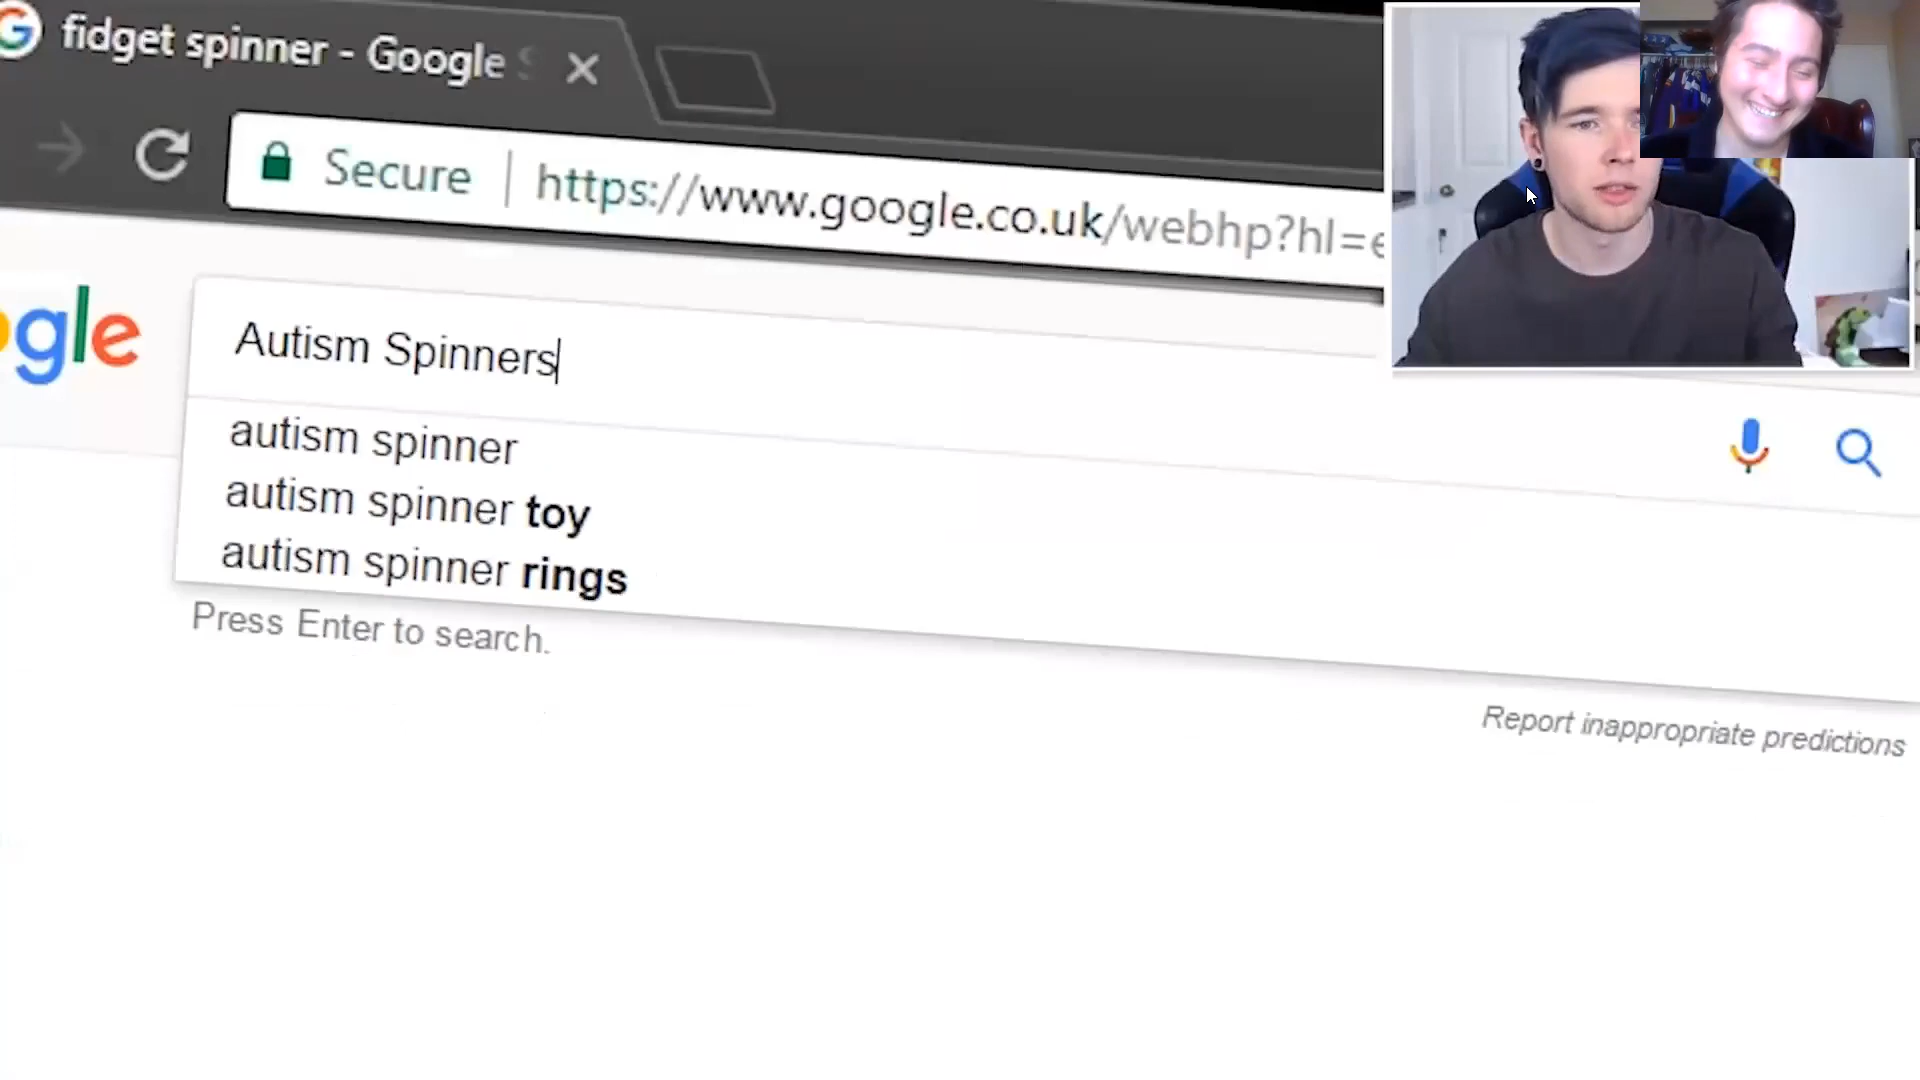 fidget spinner - Google
Secure | https://www.google.co.uk/webhp?hl=e
gle
Autism Spinners
autism spinner
autism spinner toy
autism spinner rings
Press Enter to search.
Report inappropriate predictions